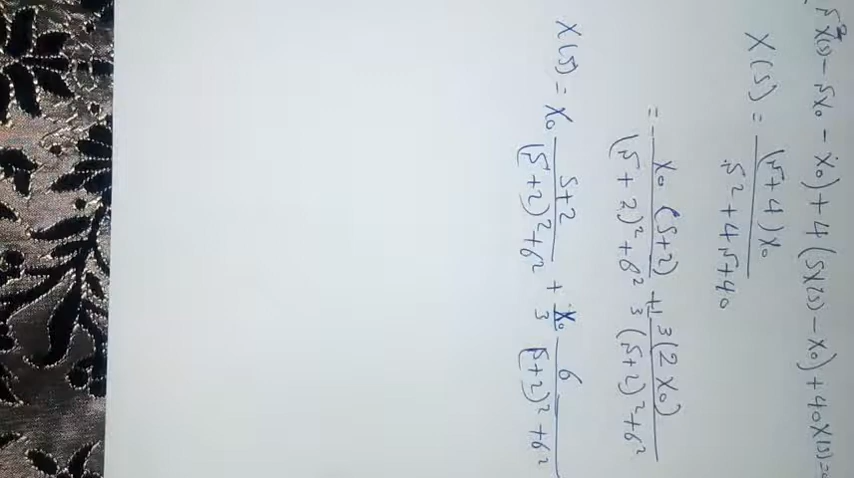 s²X(s) - sx₀ - ẋ₀) + 4(sX(s) - x₀) + 40X(s) =
X(s) = (s+4)x₀ / s² + 4s + 40
= x₀(s+2) / (s+2)² + 6² + 1/3 3(2x₀) / (s+2)² + 6²
X(s) = x₀ s+2 / (s+2)² + 6² + x₀/3 6 / (s+2)² + 6²